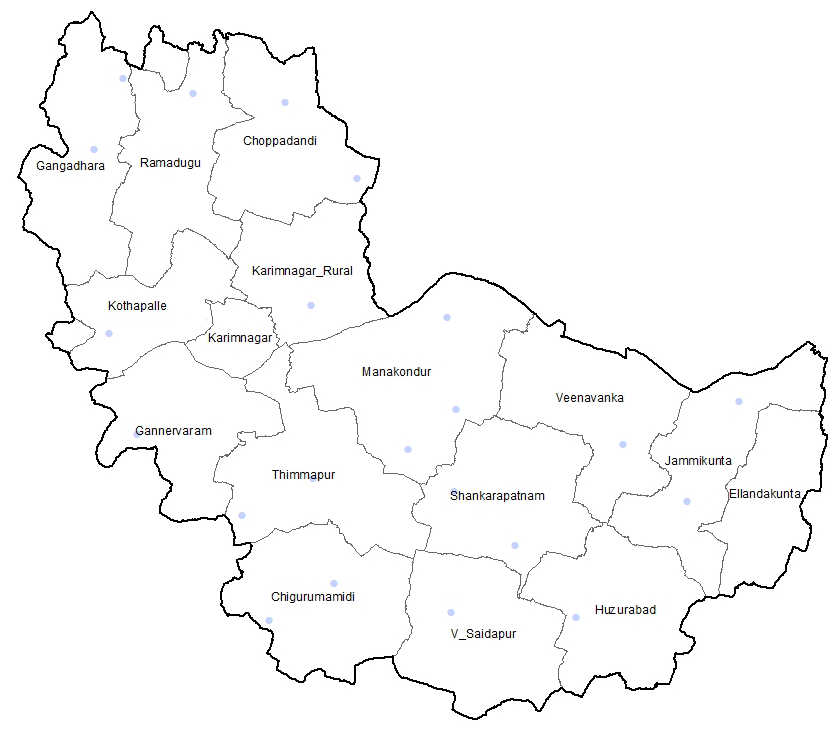 Choppadandi
Gangadhara
Ramadugu
Karimnagar_Rural
Kothapalle
Karimnagar
Manakondur
Veenavanka
Gannervaram
Jammikunta
Thimmapur
Shankarapatnam
Ellandakunta
Chigurumamidi
Huzurabad
V_Saidapur